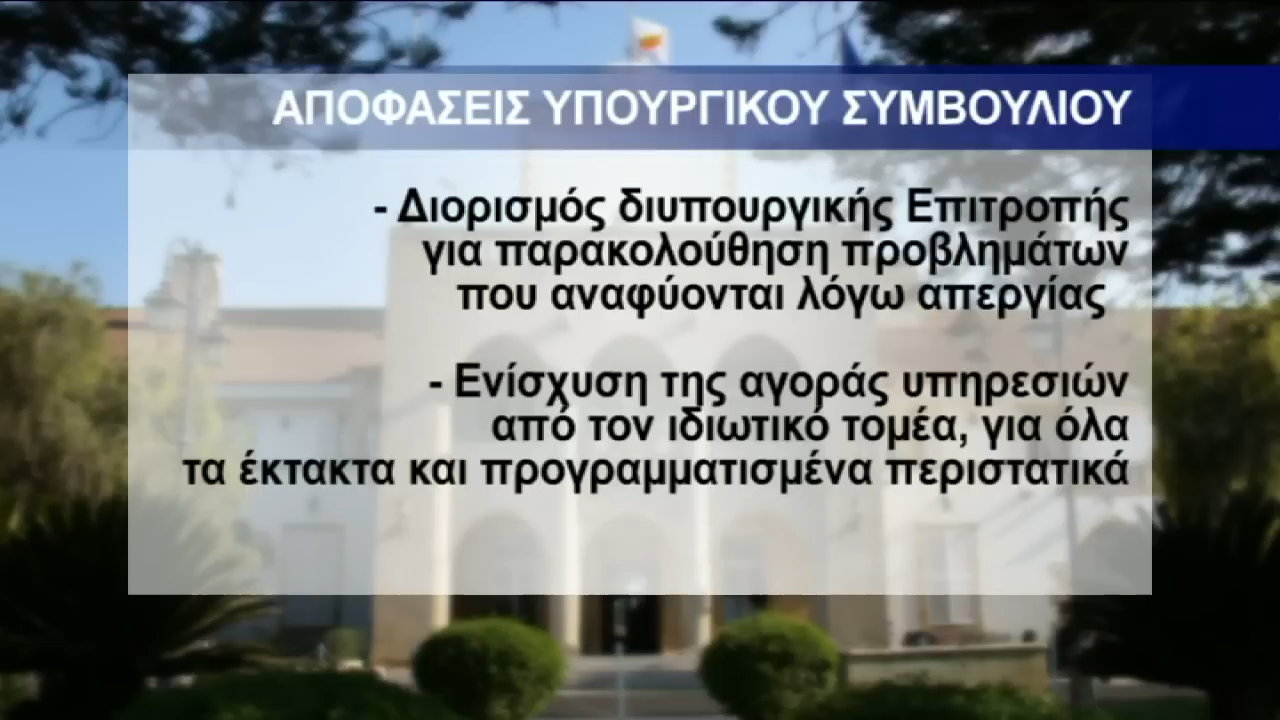 ΑΠΟΦΑΣΕΙΣ ΥΠΟΥΡΓΙΚΟΥ ΣΥΜΒΟΥΛΙΟΥ
- Διορισμός διυπουργικής Επιτροπής
για παρακολούθηση προβλημάτων
που αναφύονται λόγω απεργίας
- Ενίσχυση της αγοράς υπηρεσιών
από τον ιδιωτικό τομέα, για όλα
τα έκτακτα και προγραμματισμένα περιστατικά